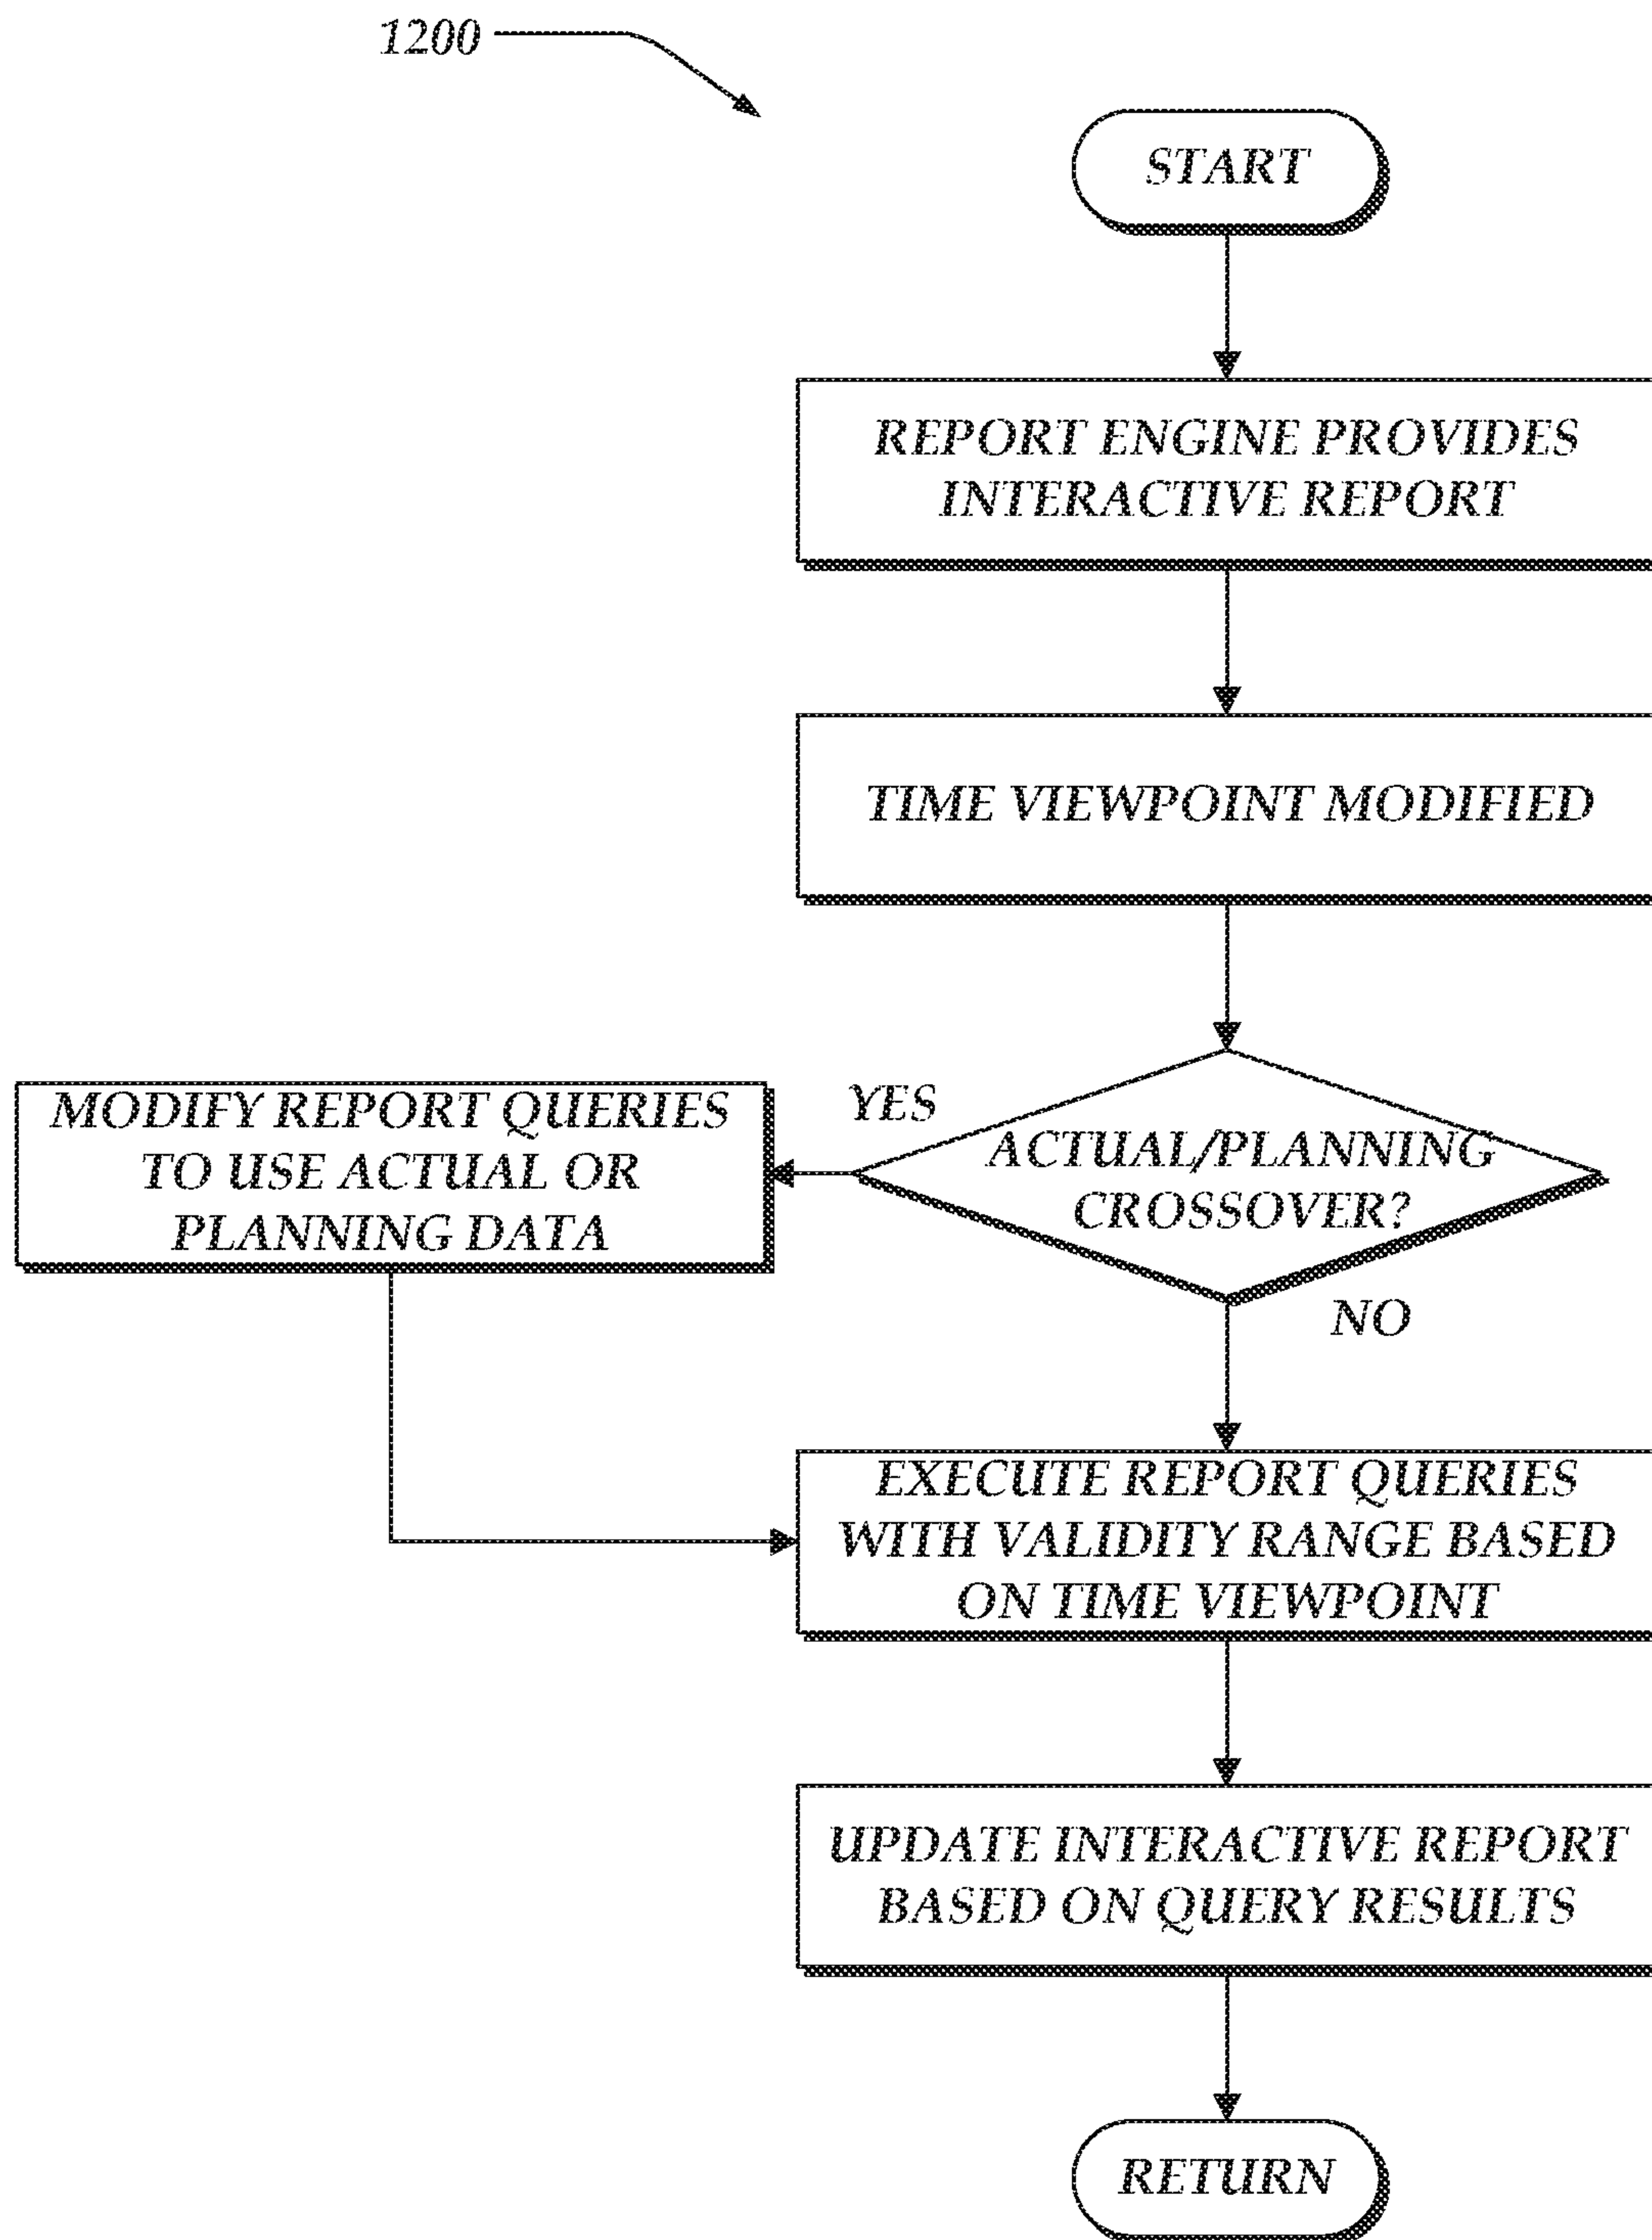 1200
START
REPORT ENGINE PROVIDES
INTERACTIVE REPORT
TIME VIEWPOINT MODIFIED
ACTUAL/PLANNING
CROSSOVER?
YES
MODIFY REPORT QUERIES
TO USE ACTUAL OR
PLANNING DATA
NO
EXECUTE REPORT QUERIES
WITH VALIDITY RANGE BASED
ON TIME VIEWPOINT
UPDATE INTERACTIVE REPORT
BASED ON QUERY RESULTS
RETURN